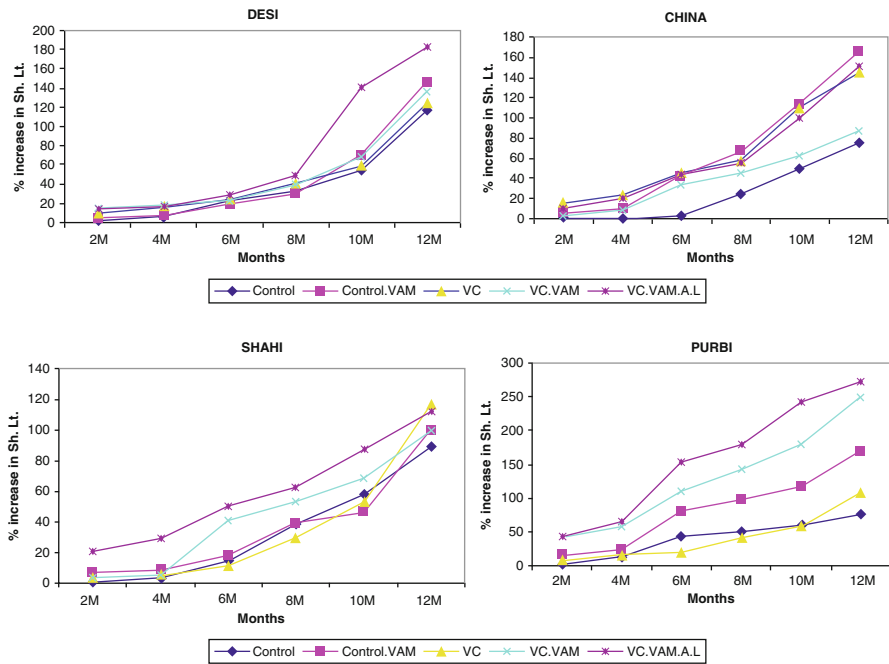 DESI
% increase in Sh. Lt.
200
180
160
140
120
100
80
60
40
20
0
2M 4M 6M 8M 10M 12M
Months
CHINA
% increase in Sh. Lt.
180
160
140
120
100
80
60
40
20
0
2M 4M 6M 8M 10M 12M
Months
Control Control.VAM VC VC.VAM VC.VAM.A.L
SHAHI
% increase in Sh. Lt.
140
120
100
80
60
40
20
0
2M 4M 6M 8M 10M 12M
Months
PURBI
% increase in Sh. Lt.
300
250
200
150
100
50
0
2M 4M 6M 8M 10M 12M
Months
Control Control.VAM VC VC.VAM VC.VAM.A.L